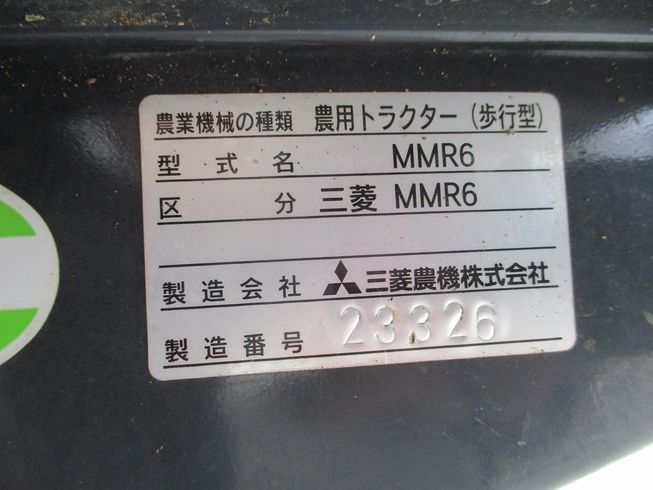 農業機械の種類 農用トラクター(歩行型)
型式名 MMR6
区分 三菱 MMR6
製造会社 三菱農機株式会社
製造番号 23326